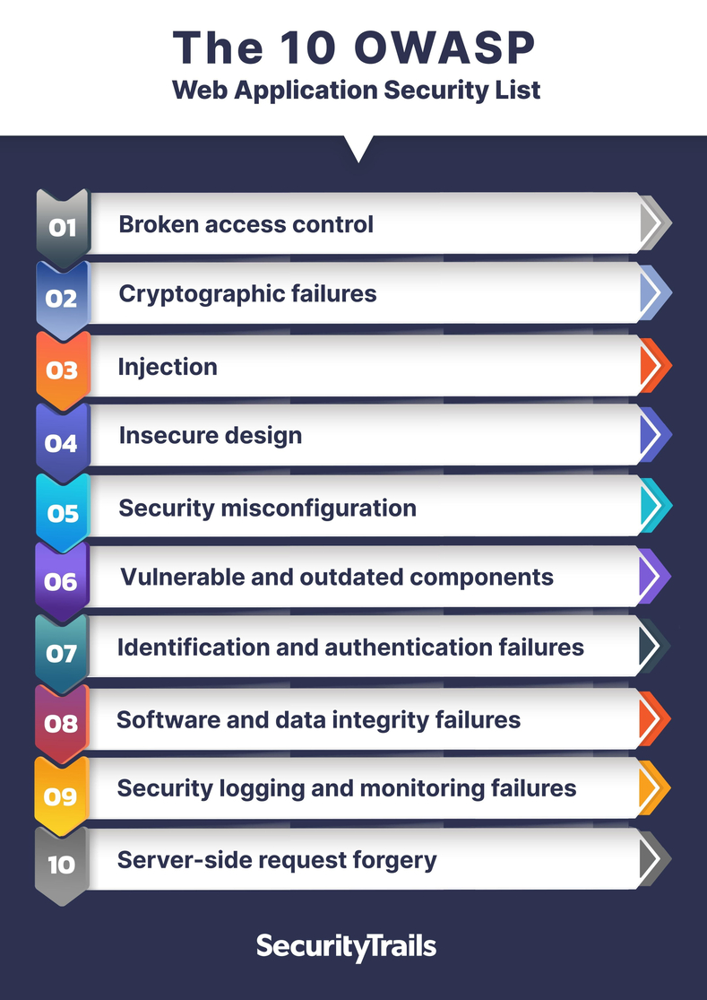 The 10 OWASP
Web Application Security List
01 Broken access control
02 Cryptographic failures
03 Injection
04 Insecure design
05 Security misconfiguration
06 Vulnerable and outdated components
07 Identification and authentication failures
08 Software and data integrity failures
09 Security logging and monitoring failures
10 Server-side request forgery
SecurityTrails